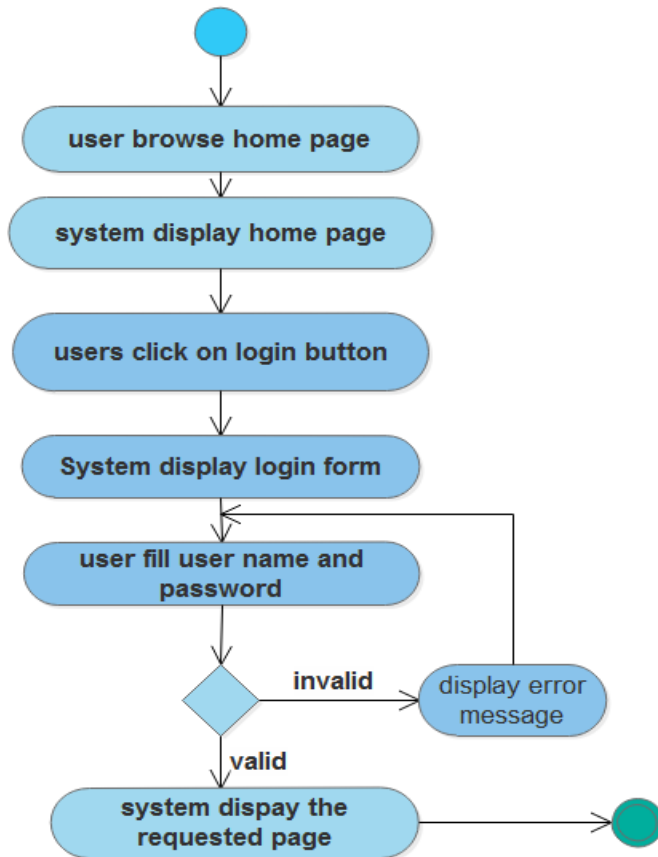 user browse home page
system display home page
users click on login button
System display login form
user fill user name and
password
invalid
display error
message
valid
system dispay the
requested page